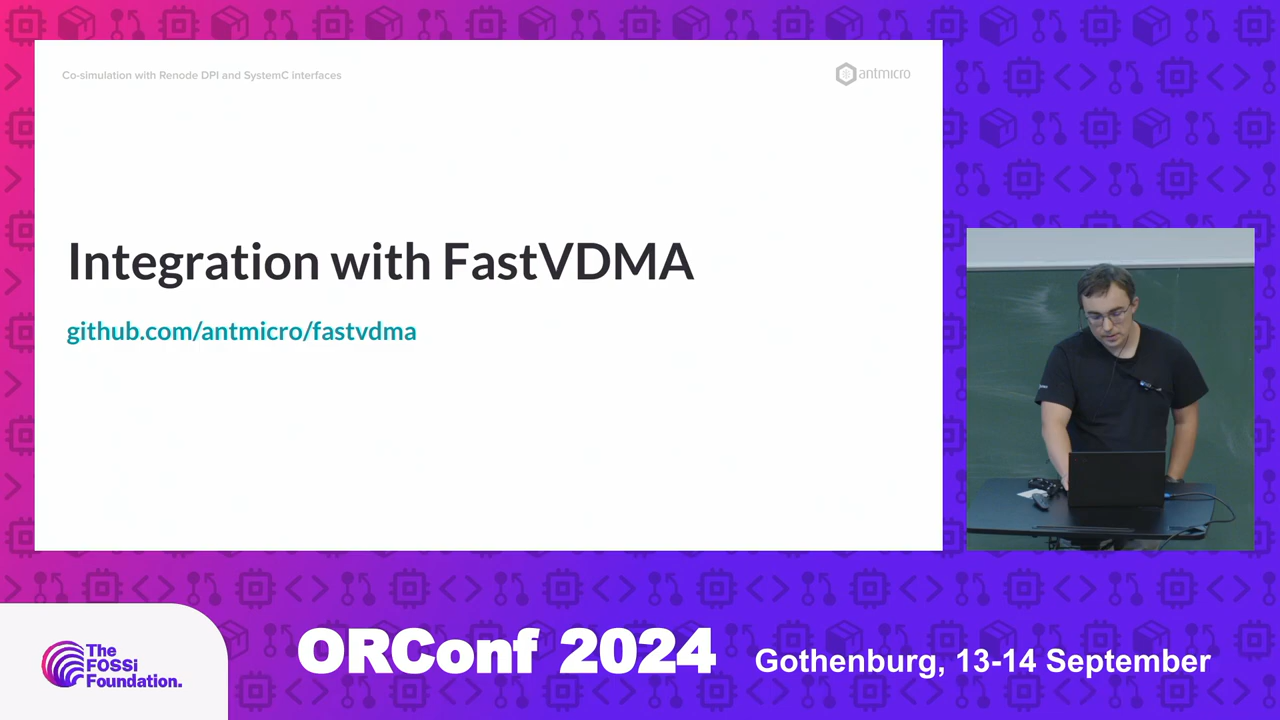 Co-simulation with Renode DPI and SystemC interfaces
antmicro
Integration with FastVDMA
github.com/antmicro/fastvdma
The
FOSSi
Foundation.
ORConf 2024
Gothenburg, 13-14 September